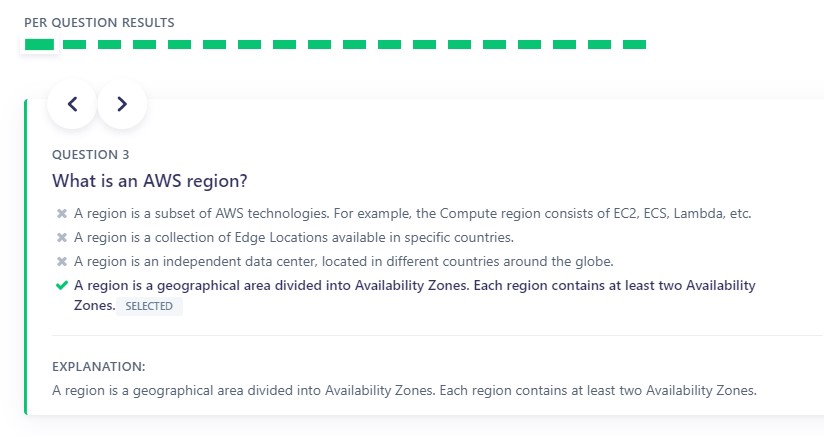 PER QUESTION RESULTS
QUESTION 3
What is an AWS region?
A region is a subset of AWS technologies. For example, the Compute region consists of EC2, ECS, Lambda, etc.
A region is a collection of Edge Locations available in specific countries.
A region is an independent data center, located in different countries around the globe.
A region is a geographical area divided into Availability Zones. Each region contains at least two Availability
Zones. SELECTED
EXPLANATION:
A region is a geographical area divided into Availability Zones. Each region contains at least two Availability Zones.